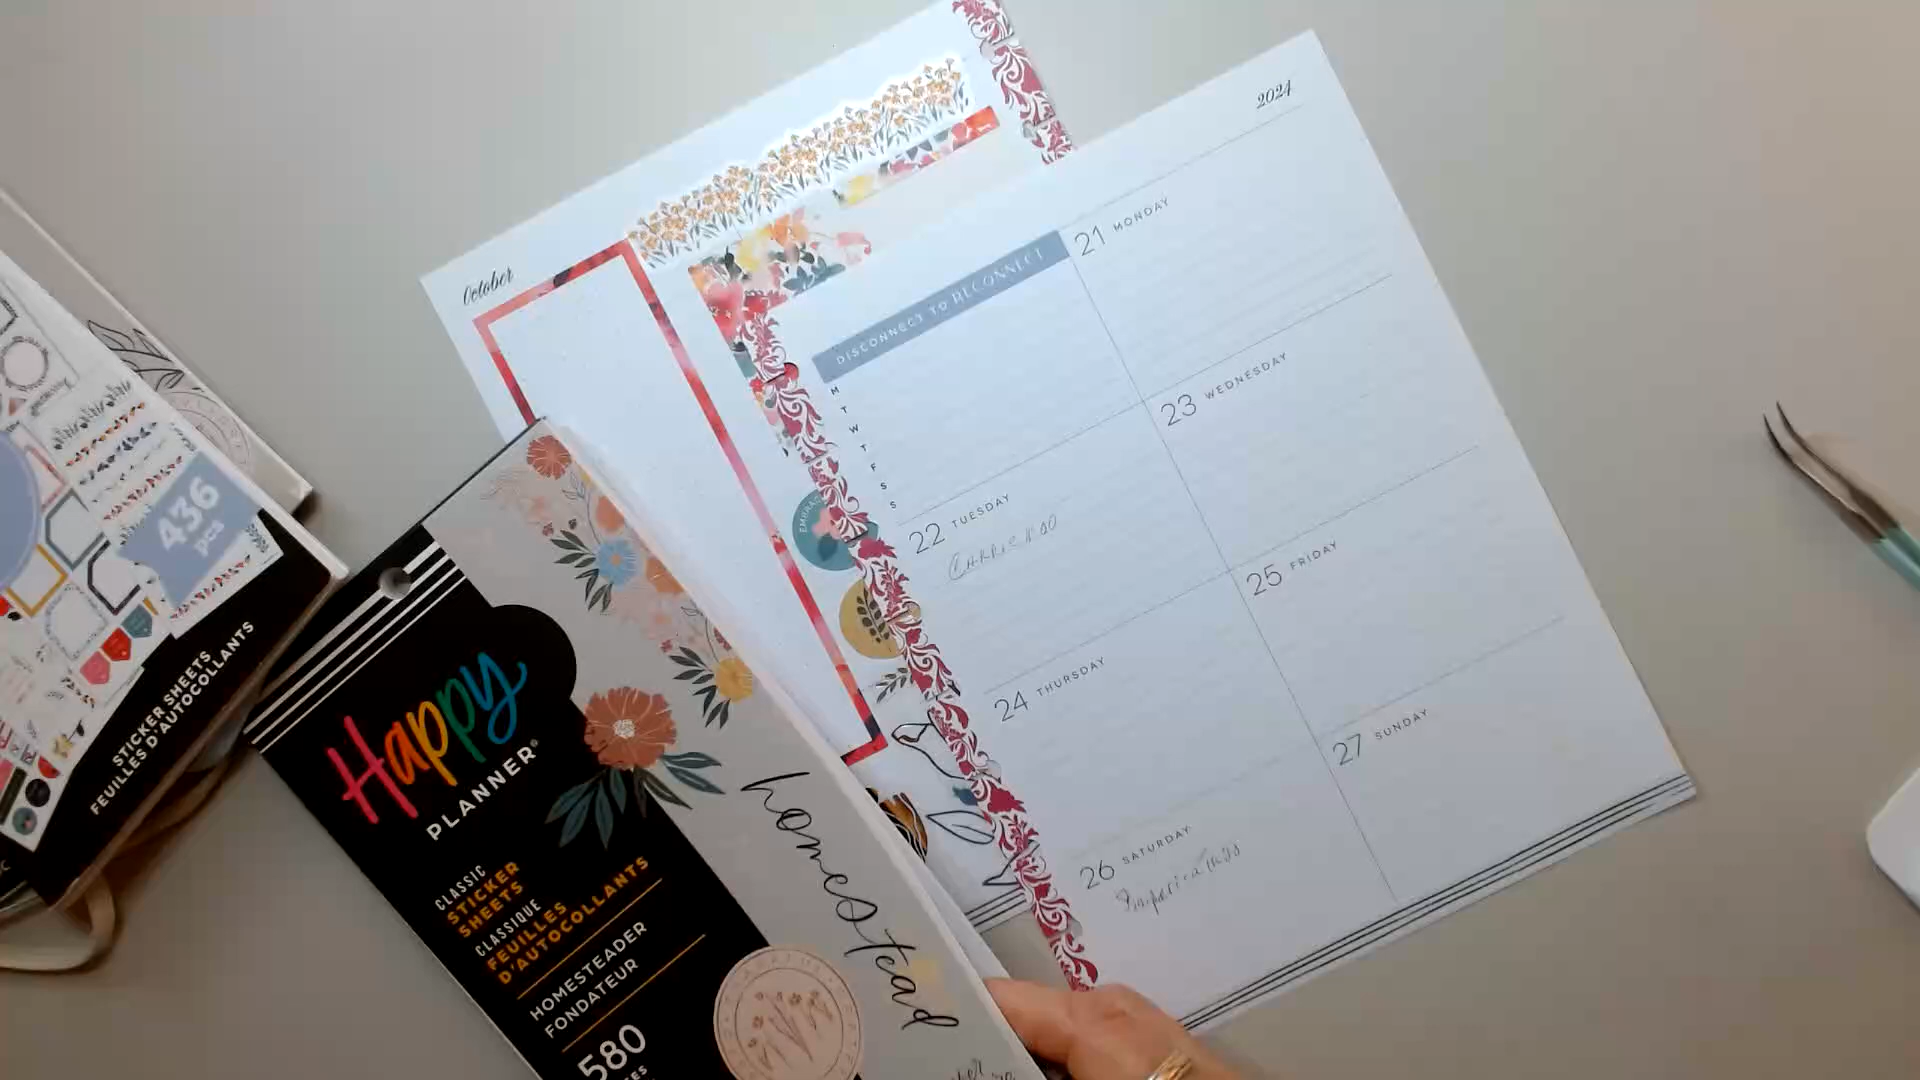 2024
October
DISCONNECT TO RECONNECT
21 MONDAY
M
T
W
T
F
S
S
22 TUESDAY
23 WEDNESDAY
24 THURSDAY
25 FRIDAY
26 SATURDAY
27 SUNDAY
436
pcs
STICKER SHEETS
FEUILLES D'AUTOCOLLANTS
Happy
PLANNER®
CLASSIC
STICKER
SHEETS
CLASSIQUE
FEUILLES
D'AUTOCOLLANTS
HOMESTEADER
FONDATEUR
580
homestead